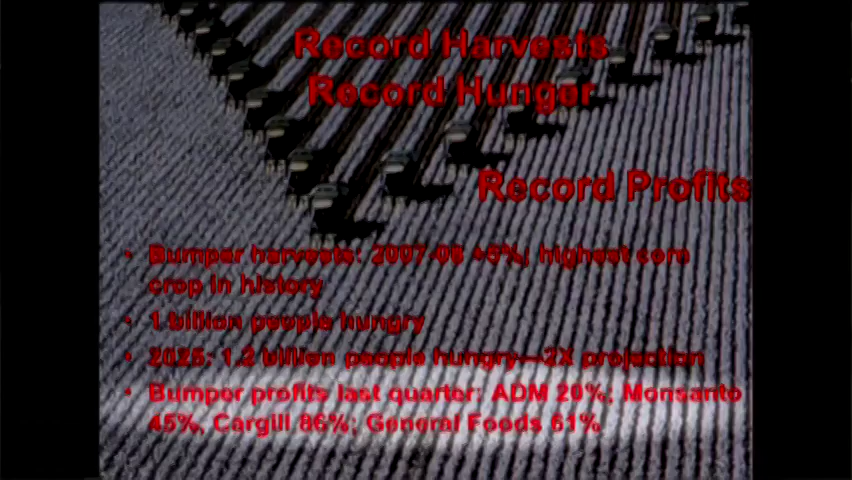 Record Harvests
Record Hunger
Record Profits
• Bumper harvests: 2007-08 +5%; highest corn
crop in history
• 1 billion people hungry
• 2025: 1.2 billion people hungry—2X projection
• Bumper profits last quarter: ADM 20%; Monsanto
45%, Cargill 86%; General Foods 61%